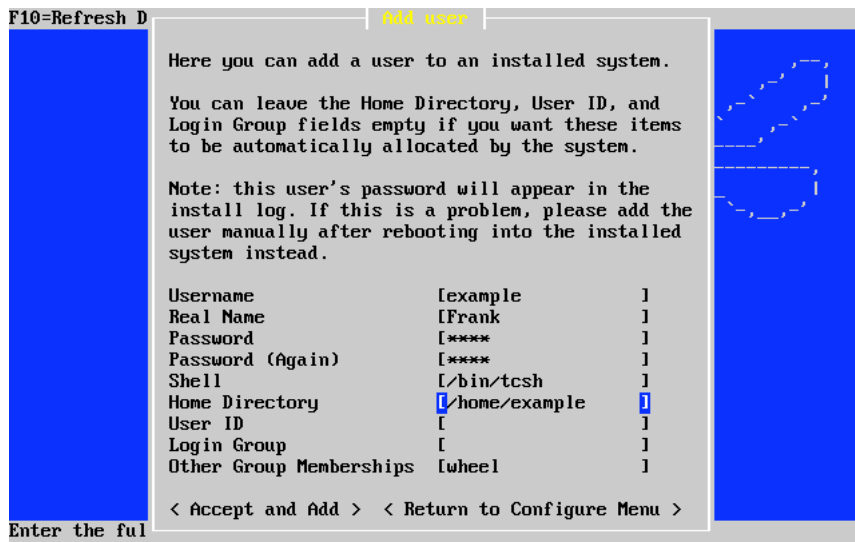 F10=Refresh D
Add user
Here you can add a user to an installed system.
You can leave the Home Directory, User ID, and
Login Group fields empty if you want these items
to be automatically allocated by the system.
Note: this user's password will appear in the
install log. If this is a problem, please add the
user manually after rebooting into the installed
system instead.
Username [example ]
Real Name [Frank ]
Password [**** ]
Password (Again) [**** ]
Shell [/bin/tcsh ]
Home Directory [/home/example ]
User ID [ ]
Login Group [ ]
Other Group Memberships [wheel ]
< Accept and Add > < Return to Configure Menu >
Enter the ful